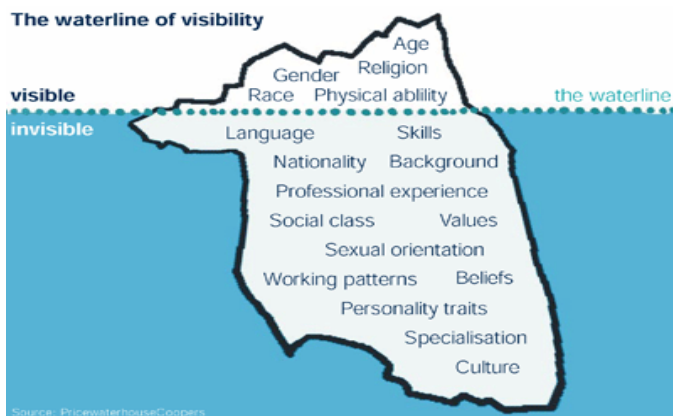 The waterline of visibility
Age
Gender Religion
Race Physical ablility
visible the waterline
invisible
Language Skills
Nationality Background
Professional experience
Social class Values
Sexual orientation
Working patterns Beliefs
Personality traits
Specialisation
Culture
Source: PricewaterhouseCoopers